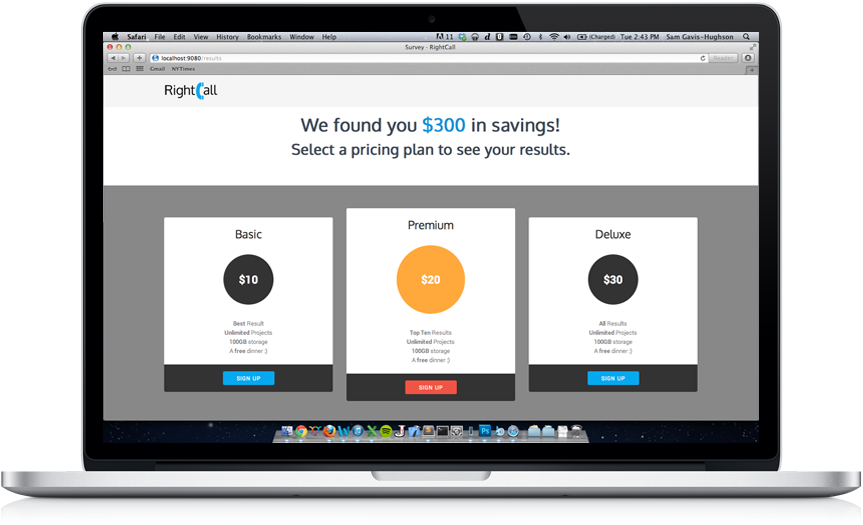 Safari File Edit View History Bookmarks Window Help
11
(Charged) Tue 2:43 PM Sam Gavis-Hughson
Survey - RightCall
localhost:9080/results
Reader
Gmail NYTimes
RightCall
We found you $300 in savings!
Select a pricing plan to see your results.
Basic
$10
Best Result
Unlimited Projects
100GB storage
A free dinner :)
SIGN UP
Premium
$20
Top Ten Results
Unlimited Projects
100GB storage
A free dinner :)
SIGN UP
Deluxe
$30
All Results
Unlimited Projects
100GB storage
A free dinner :)
SIGN UP